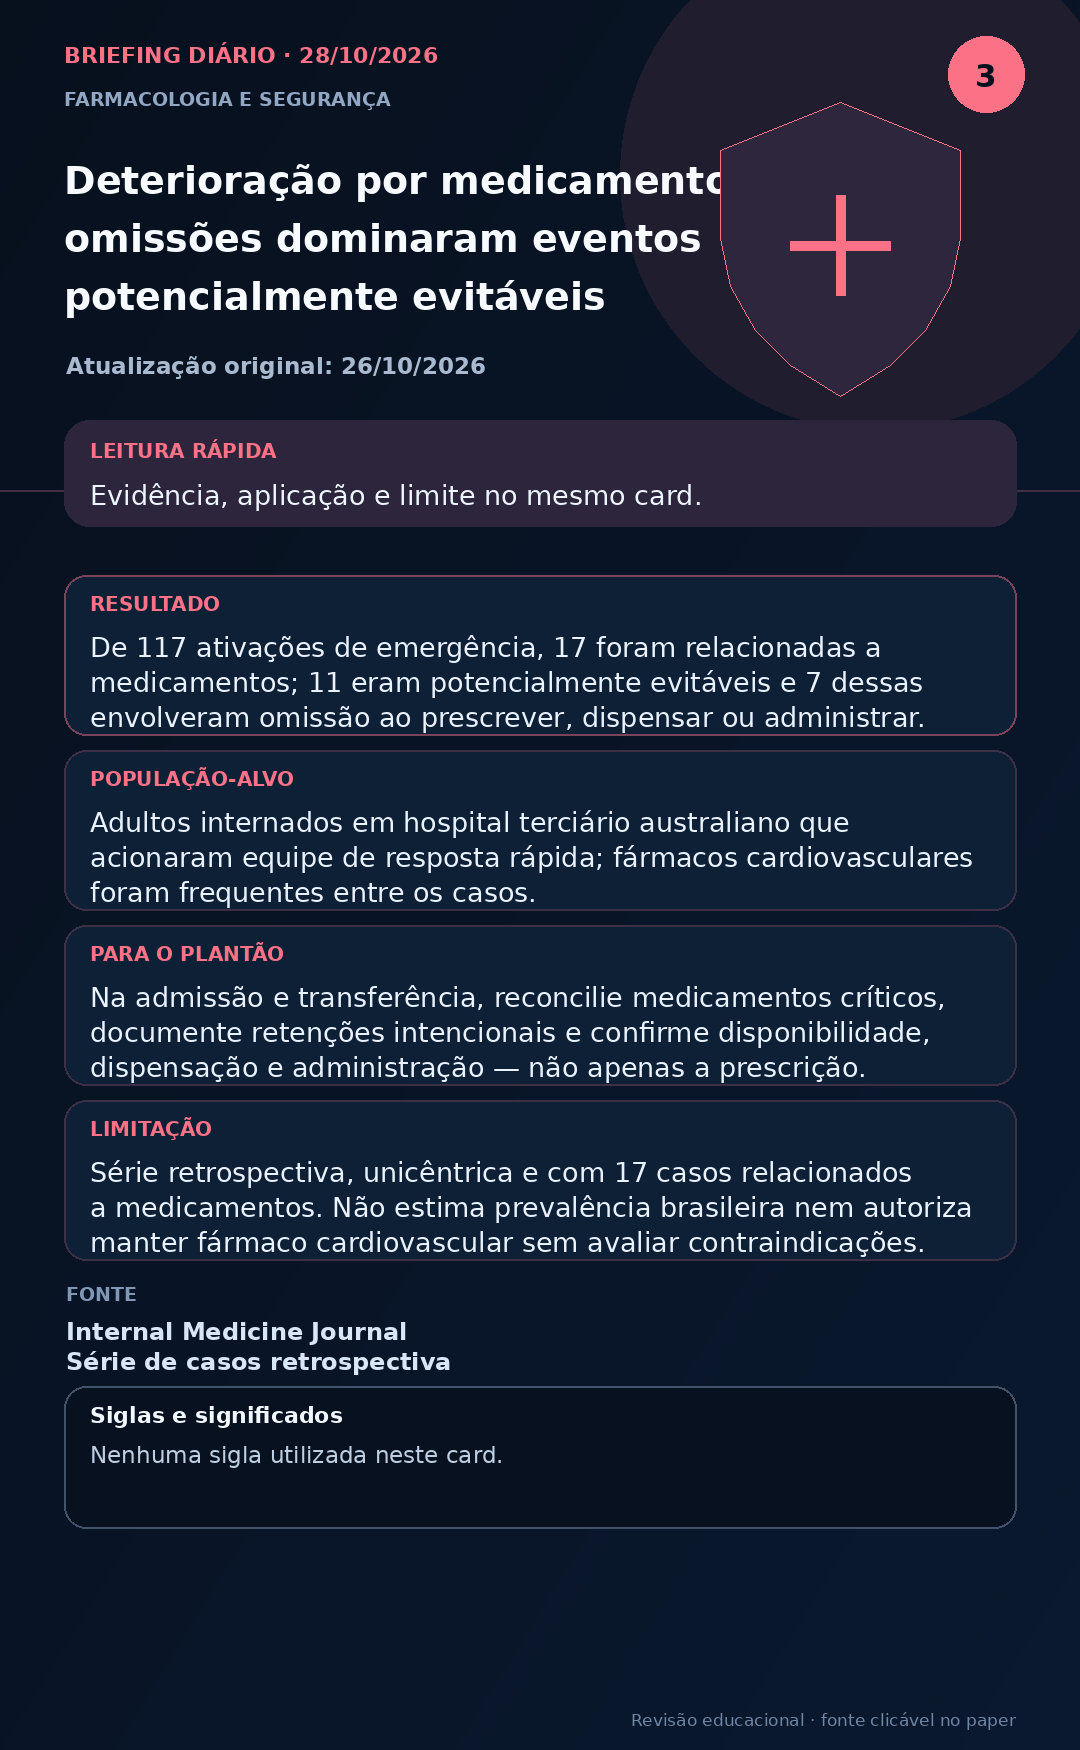 BRIEFING DIÁRIO · 28/10/2026
3
FARMACOLOGIA E SEGURANÇA
Deterioração por medicamento
omissões dominaram eventos
potencialmente evitáveis
Atualização original: 26/10/2026
LEITURA RÁPIDA
Evidência, aplicação e limite no mesmo card.
RESULTADO
De 117 ativações de emergência, 17 foram relacionadas a
medicamentos; 11 eram potencialmente evitáveis e 7 dessas
envolveram omissão ao prescrever, dispensar ou administrar.
POPULAÇÃO-ALVO
Adultos internados em hospital terciário australiano que
acionaram equipe de resposta rápida; fármacos cardiovasculares
foram frequentes entre os casos.
PARA O PLANTÃO
Na admissão e transferência, reconcilie medicamentos críticos,
documente retenções intencionais e confirme disponibilidade,
dispensação e administração — não apenas a prescrição.
LIMITAÇÃO
Série retrospectiva, unicêntrica e com 17 casos relacionados
a medicamentos. Não estima prevalência brasileira nem autoriza
manter fármaco cardiovascular sem avaliar contraindicações.
FONTE
Internal Medicine Journal
Série de casos retrospectiva
Siglas e significados
Nenhuma sigla utilizada neste card.
Revisão educacional · fonte clicável no paper